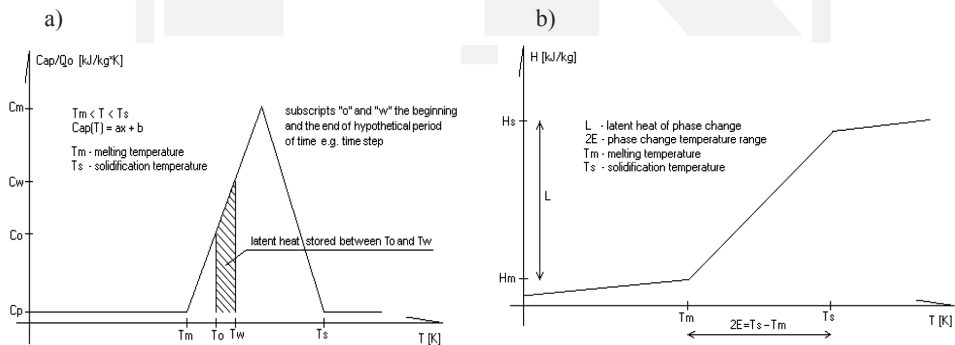 a)
Cap/Qo [kJ/kg*K]
Cm
Tm < T < Ts
Cap(T) = ax + b
Tm - melting temperature
Ts - solidification temperature
subscripts "o" and "w" the beginning
and the end of hypothetical period
of time e.g. time step
Cw
Co
latent heat stored between To and Tw
Cp
Tm
To
Tw
Ts
T [K]
b)
H [kJ/kg]
Hs
L - latent heat of phase change
2E - phase change temperature range
Tm - melting temperature
Ts - solidification temperature
L
Hm
Tm
Ts
T [K]
2E=Ts-Tm